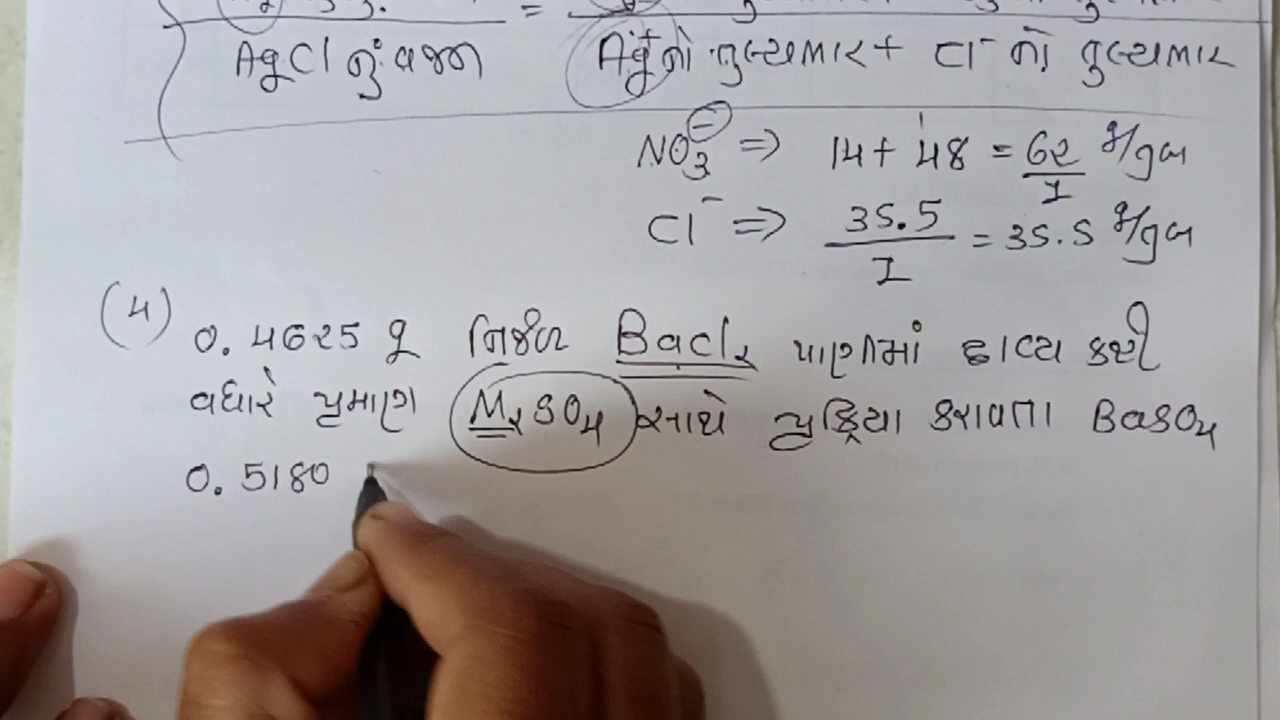 AgCl નું વજન = Ag⁺નો તુલ્યભાર + Cl⁻ નો તુલ્યભાર
NO₃⁻ ⇒ 14 + 48 = 62/1
Cl⁻ ⇒ 35.5/1 = 35.5
(4) 0.4625 ગ્ર નિર્જળ BaCl₂ પાણીમાં દ્રાવ્ય કરી
વધારે પ્રમાણ M₂SO₄ સાથે પ્રક્રિયા કરાવતા BaSO₄
0.5180